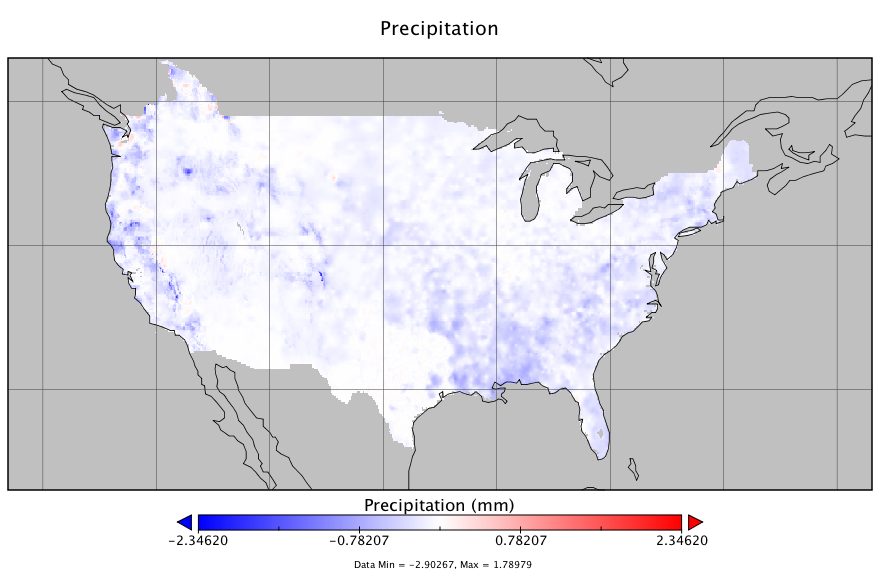 Precipitation
Precipitation (mm)
-2.34620 -0.78207 0.78207 2.34620
Data Min = -2.90267, Max = 1.78979